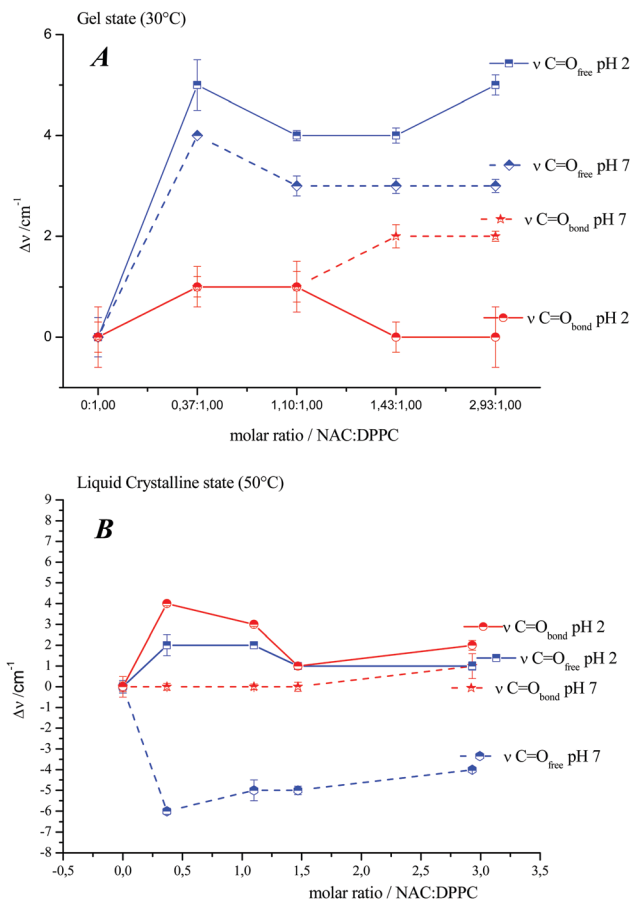 Gel state (30°C)
A
6
4
2
0
Δν /cm⁻¹
ν C=O_free pH 2
ν C=O_free pH 7
ν C=O_bond pH 7
ν C=O_bond pH 2
0:1,00 0,37:1,00 1,10:1,00 1,43:1,00 2,93:1,00
molar ratio / NAC:DPPC
Liquid Crystalline state (50°C)
B
9
8
7
6
5
4
3
2
1
0
-1
-2
-3
-4
-5
-6
-7
-8
Δν /cm⁻¹
ν C=O_bond pH 2
ν C=O_free pH 2
ν C=O_bond pH 7
ν C=O_free pH 7
-0,5 0,0 0,5 1,0 1,5 2,0 2,5 3,0 3,5
molar ratio / NAC:DPPC